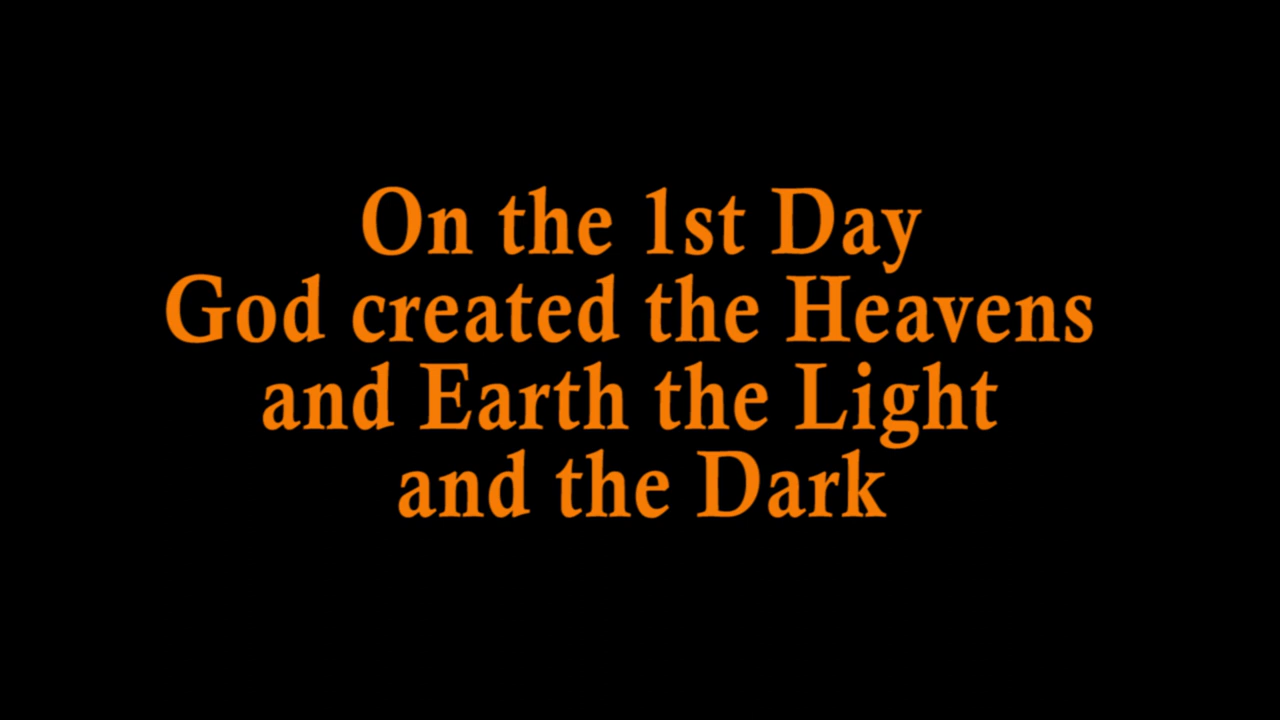 On the 1st Day
God created the Heavens
and Earth the Light
and the Dark